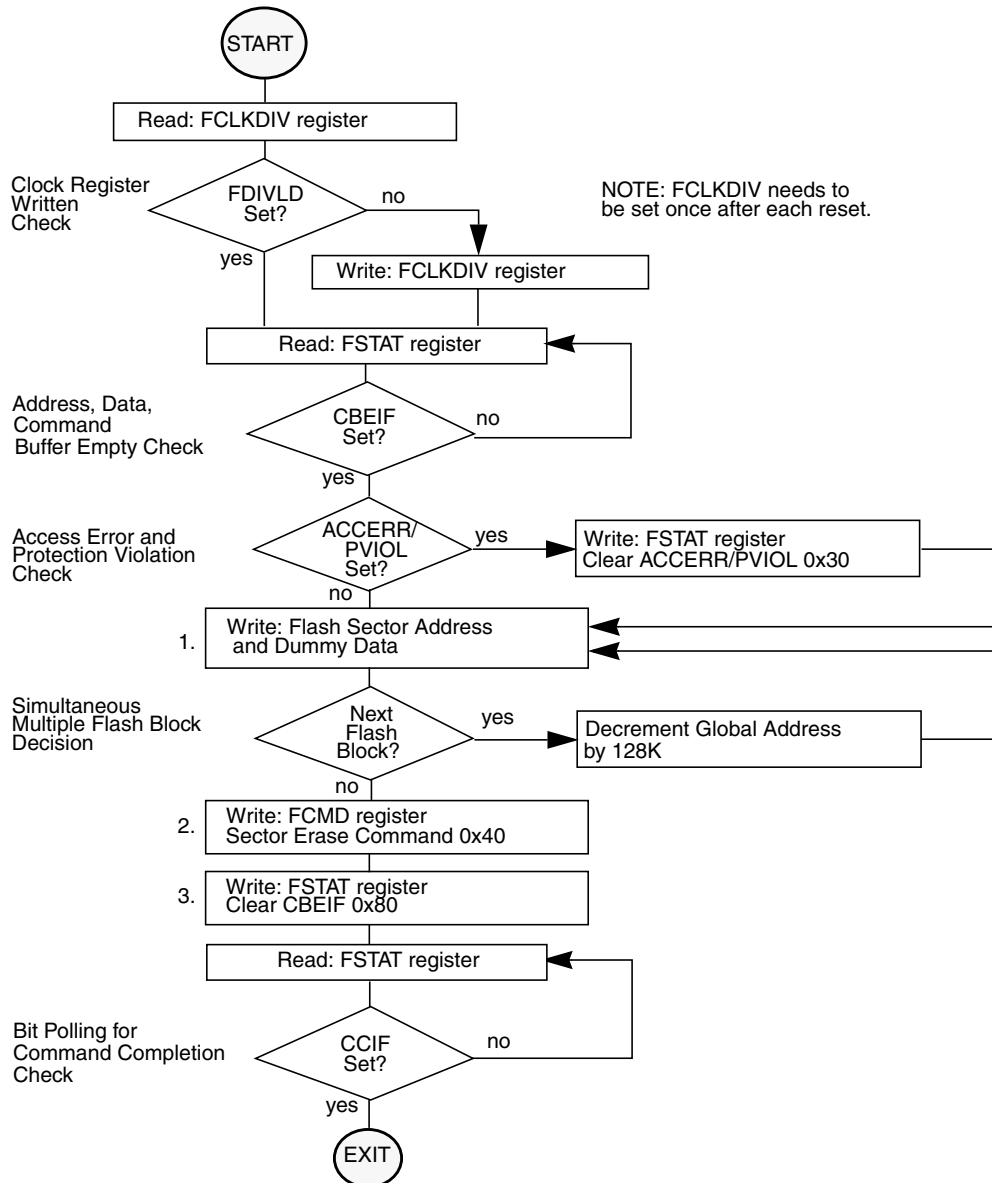 START
Read: FCLKDIV register
Clock Register
Written
Check
FDIVLD
Set?
no
yes
NOTE: FCLKDIV needs to
be set once after each reset.
Write: FCLKDIV register
Read: FSTAT register
Address, Data,
Command
Buffer Empty Check
CBEIF
Set?
no
yes
Access Error and
Protection Violation
Check
ACCERR/
PVIOL
Set?
yes
no
Write: FSTAT register
Clear ACCERR/PVIOL 0x30
1.
Write: Flash Sector Address
and Dummy Data
Simultaneous
Multiple Flash Block
Decision
Next
Flash
Block?
yes
no
Decrement Global Address
by 128K
2.
Write: FCMD register
Sector Erase Command 0x40
3.
Write: FSTAT register
Clear CBEIF 0x80
Read: FSTAT register
Bit Polling for
Command Completion
Check
CCIF
Set?
no
yes
EXIT